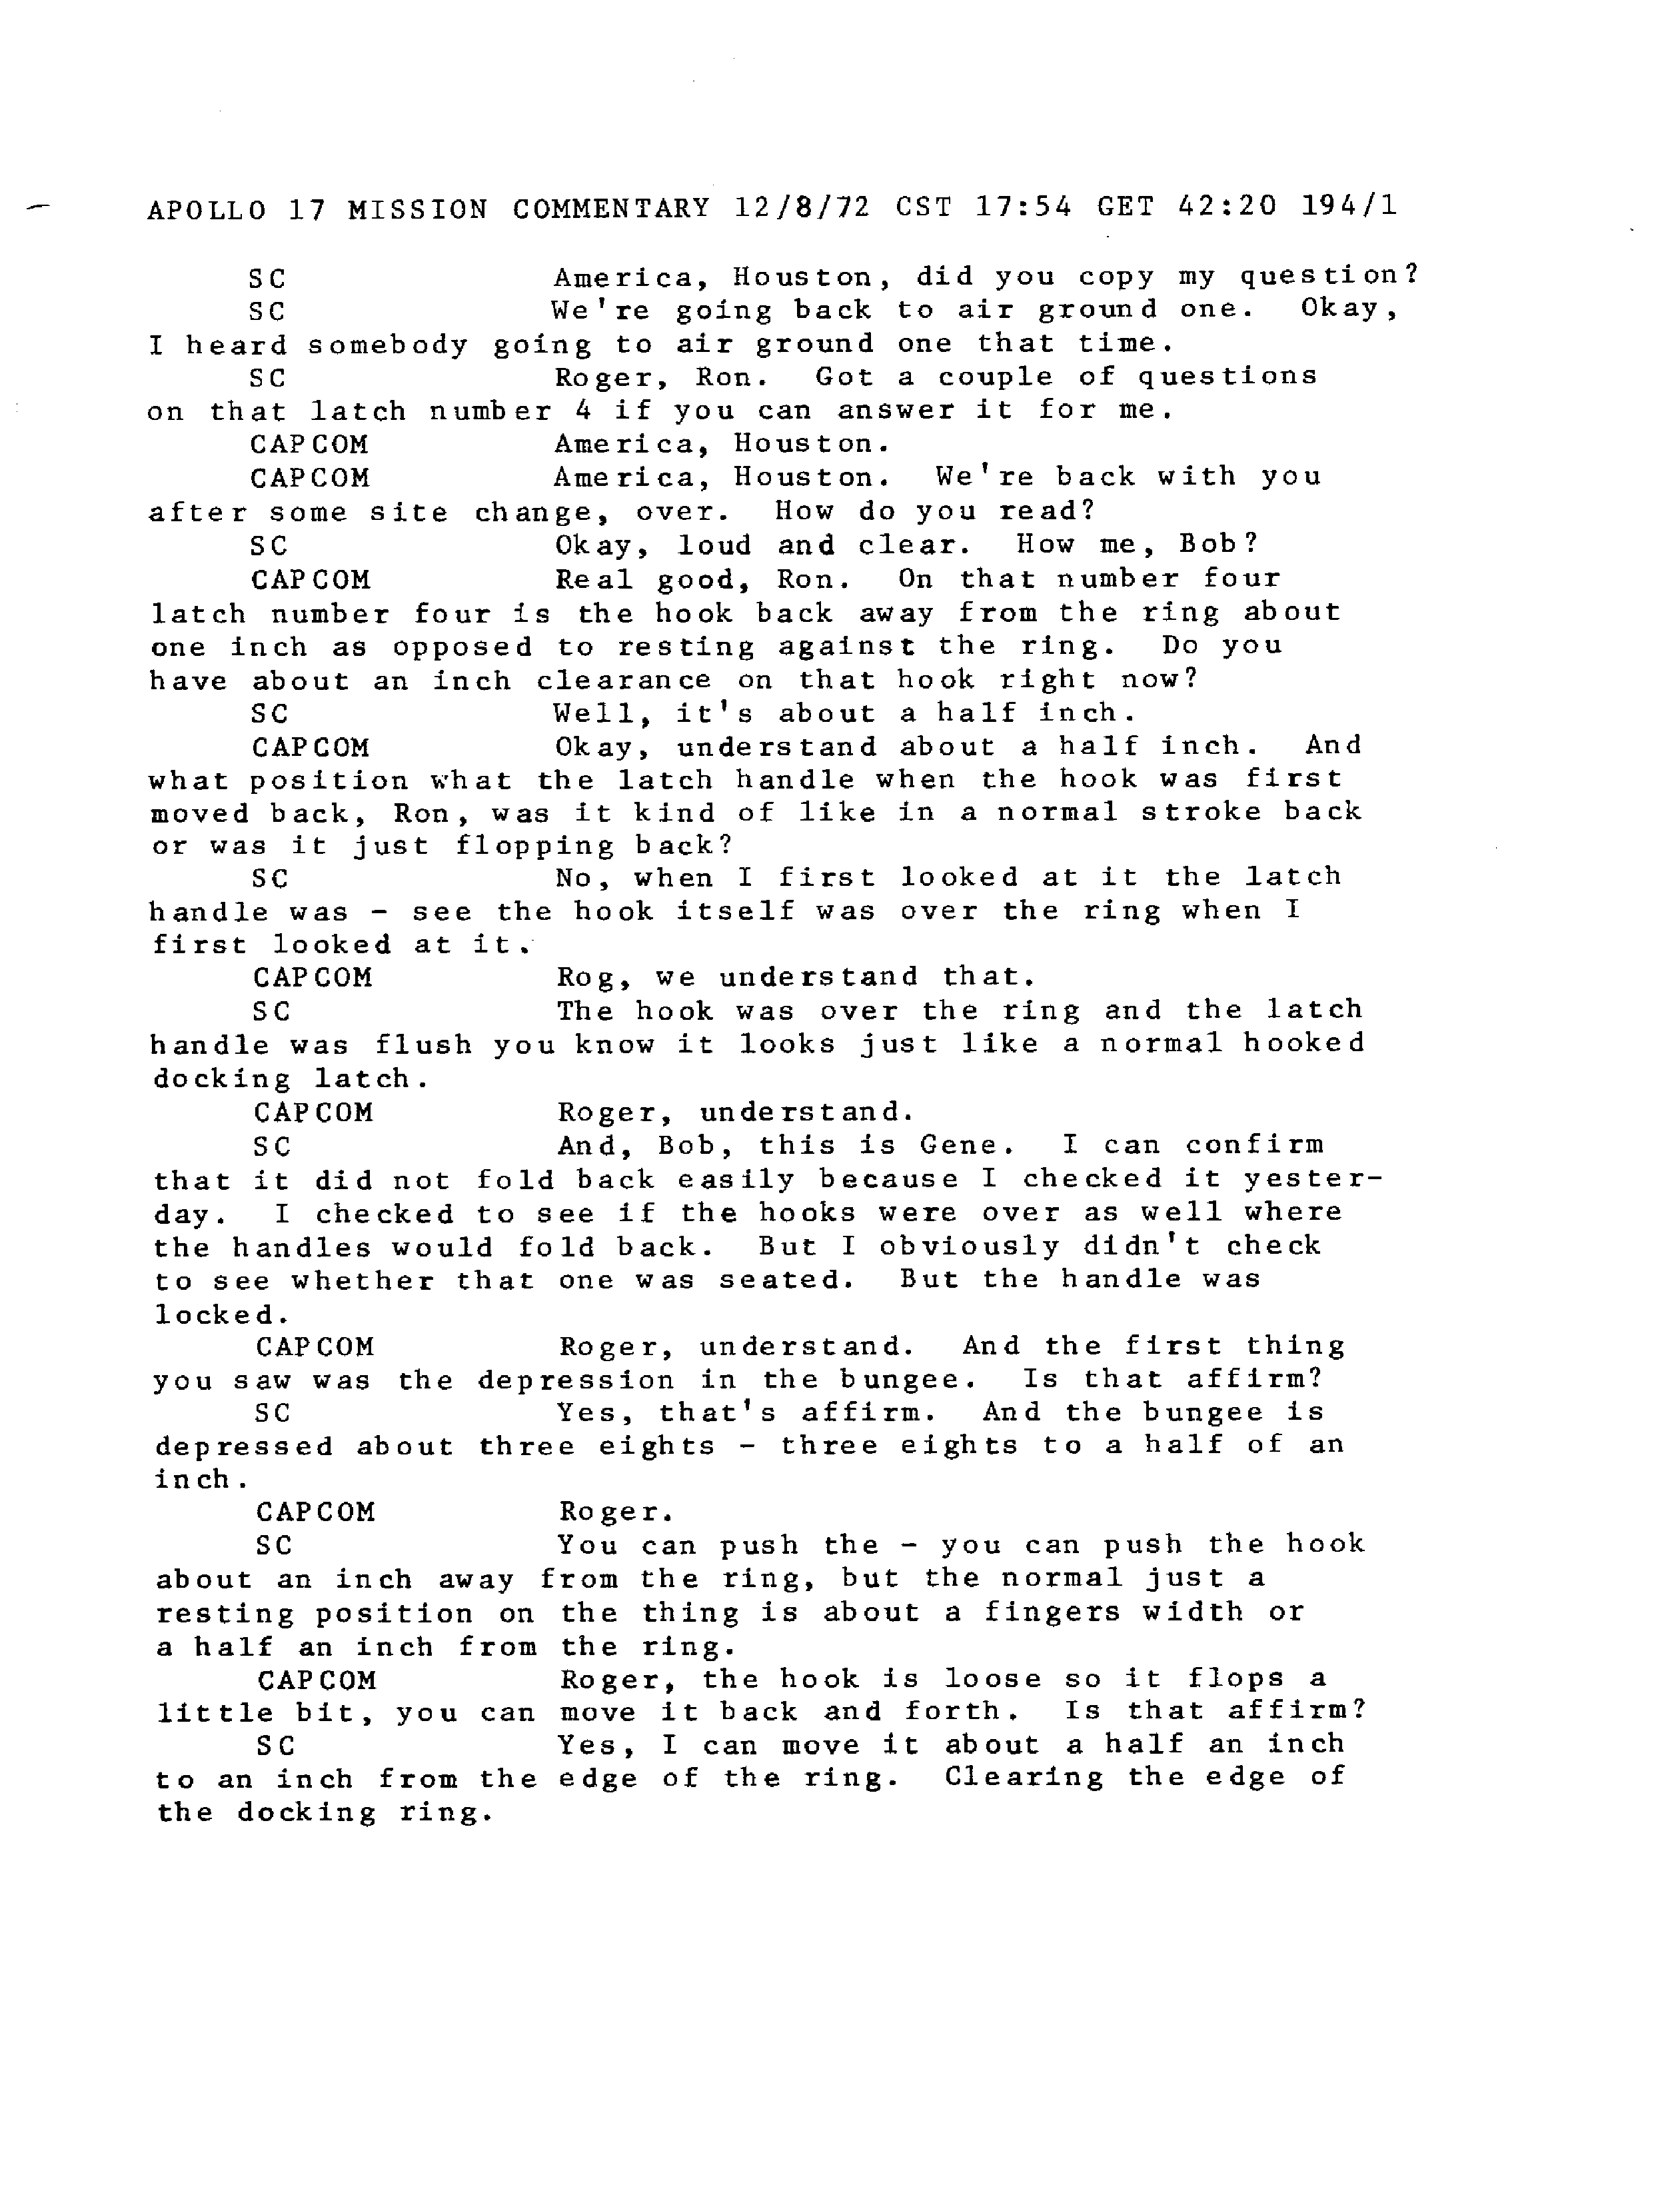 APOLLO 17 MISSION COMMENTARY 12/8/72 CST 17:54 GET 42:20 194/1
SC America, Houston, did you copy my question?
SC We're going back to air ground one. Okay,
I heard somebody going to air ground one that time.
SC Roger, Ron. Got a couple of questions
on that latch number 4 if you can answer it for me.
CAPCOM America, Houston.
CAPCOM America, Houston. We're back with you
after some site change, over. How do you read?
SC Okay, loud and clear. How me, Bob?
CAPCOM Real good, Ron. On that number four
latch number four is the hook back away from the ring about
one inch as opposed to resting against the ring. Do you
have about an inch clearance on that hook right now?
SC Well, it's about a half inch.
CAPCOM Okay, understand about a half inch. And
what position what the latch handle when the hook was first
moved back, Ron, was it kind of like in a normal stroke back
or was it just flopping back?
SC No, when I first looked at it the latch
handle was - see the hook itself was over the ring when I
first looked at it.
CAPCOM Rog, we understand that.
SC The hook was over the ring and the latch
handle was flush you know it looks just like a normal hooked
docking latch.
CAPCOM Roger, understand.
SC And, Bob, this is Gene. I can confirm
that it did not fold back easily because I checked it yester-
day. I checked to see if the hooks were over as well where
the handles would fold back. But I obviously didn't check
to see whether that one was seated. But the handle was
locked.
CAPCOM Roger, understand. And the first thing
you saw was the depression in the bungee. Is that affirm?
SC Yes, that's affirm. And the bungee is
depressed about three eights - three eights to a half of an
inch.
CAPCOM Roger.
SC You can push the - you can push the hook
about an inch away from the ring, but the normal just a
resting position on the thing is about a fingers width or
a half an inch from the ring.
CAPCOM Roger, the hook is loose so it flops a
little bit, you can move it back and forth. Is that affirm?
SC Yes, I can move it about a half an inch
to an inch from the edge of the ring. Clearing the edge of
the docking ring.